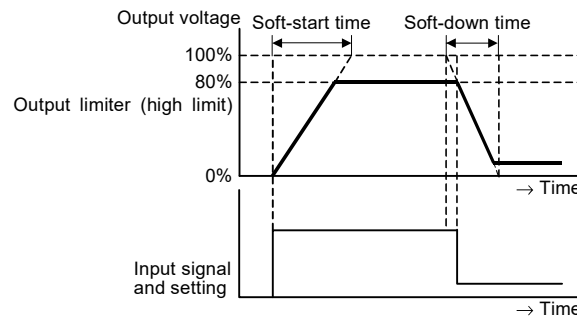 Output voltage
Soft-start time
Soft-down time
100%
80%
Output limiter (high limit)
0%
→ Time
Input signal
and setting
→ Time